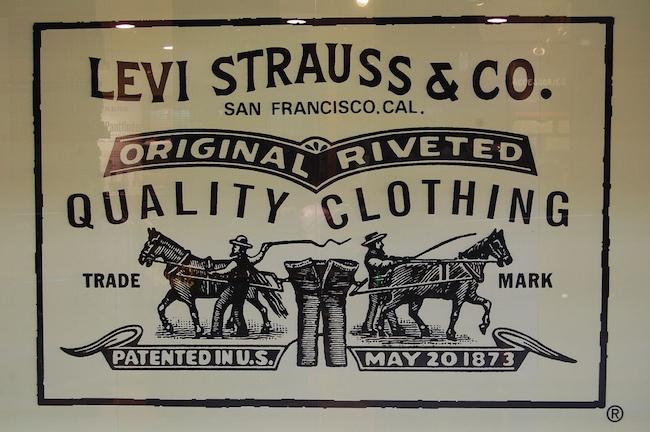 LEVI STRAUSS & CO.
SAN FRANCISCO, CAL.
ORIGINAL RIVETED
QUALITY CLOTHING
TRADE MARK
PATENTED IN U.S. MAY 20 1873
®